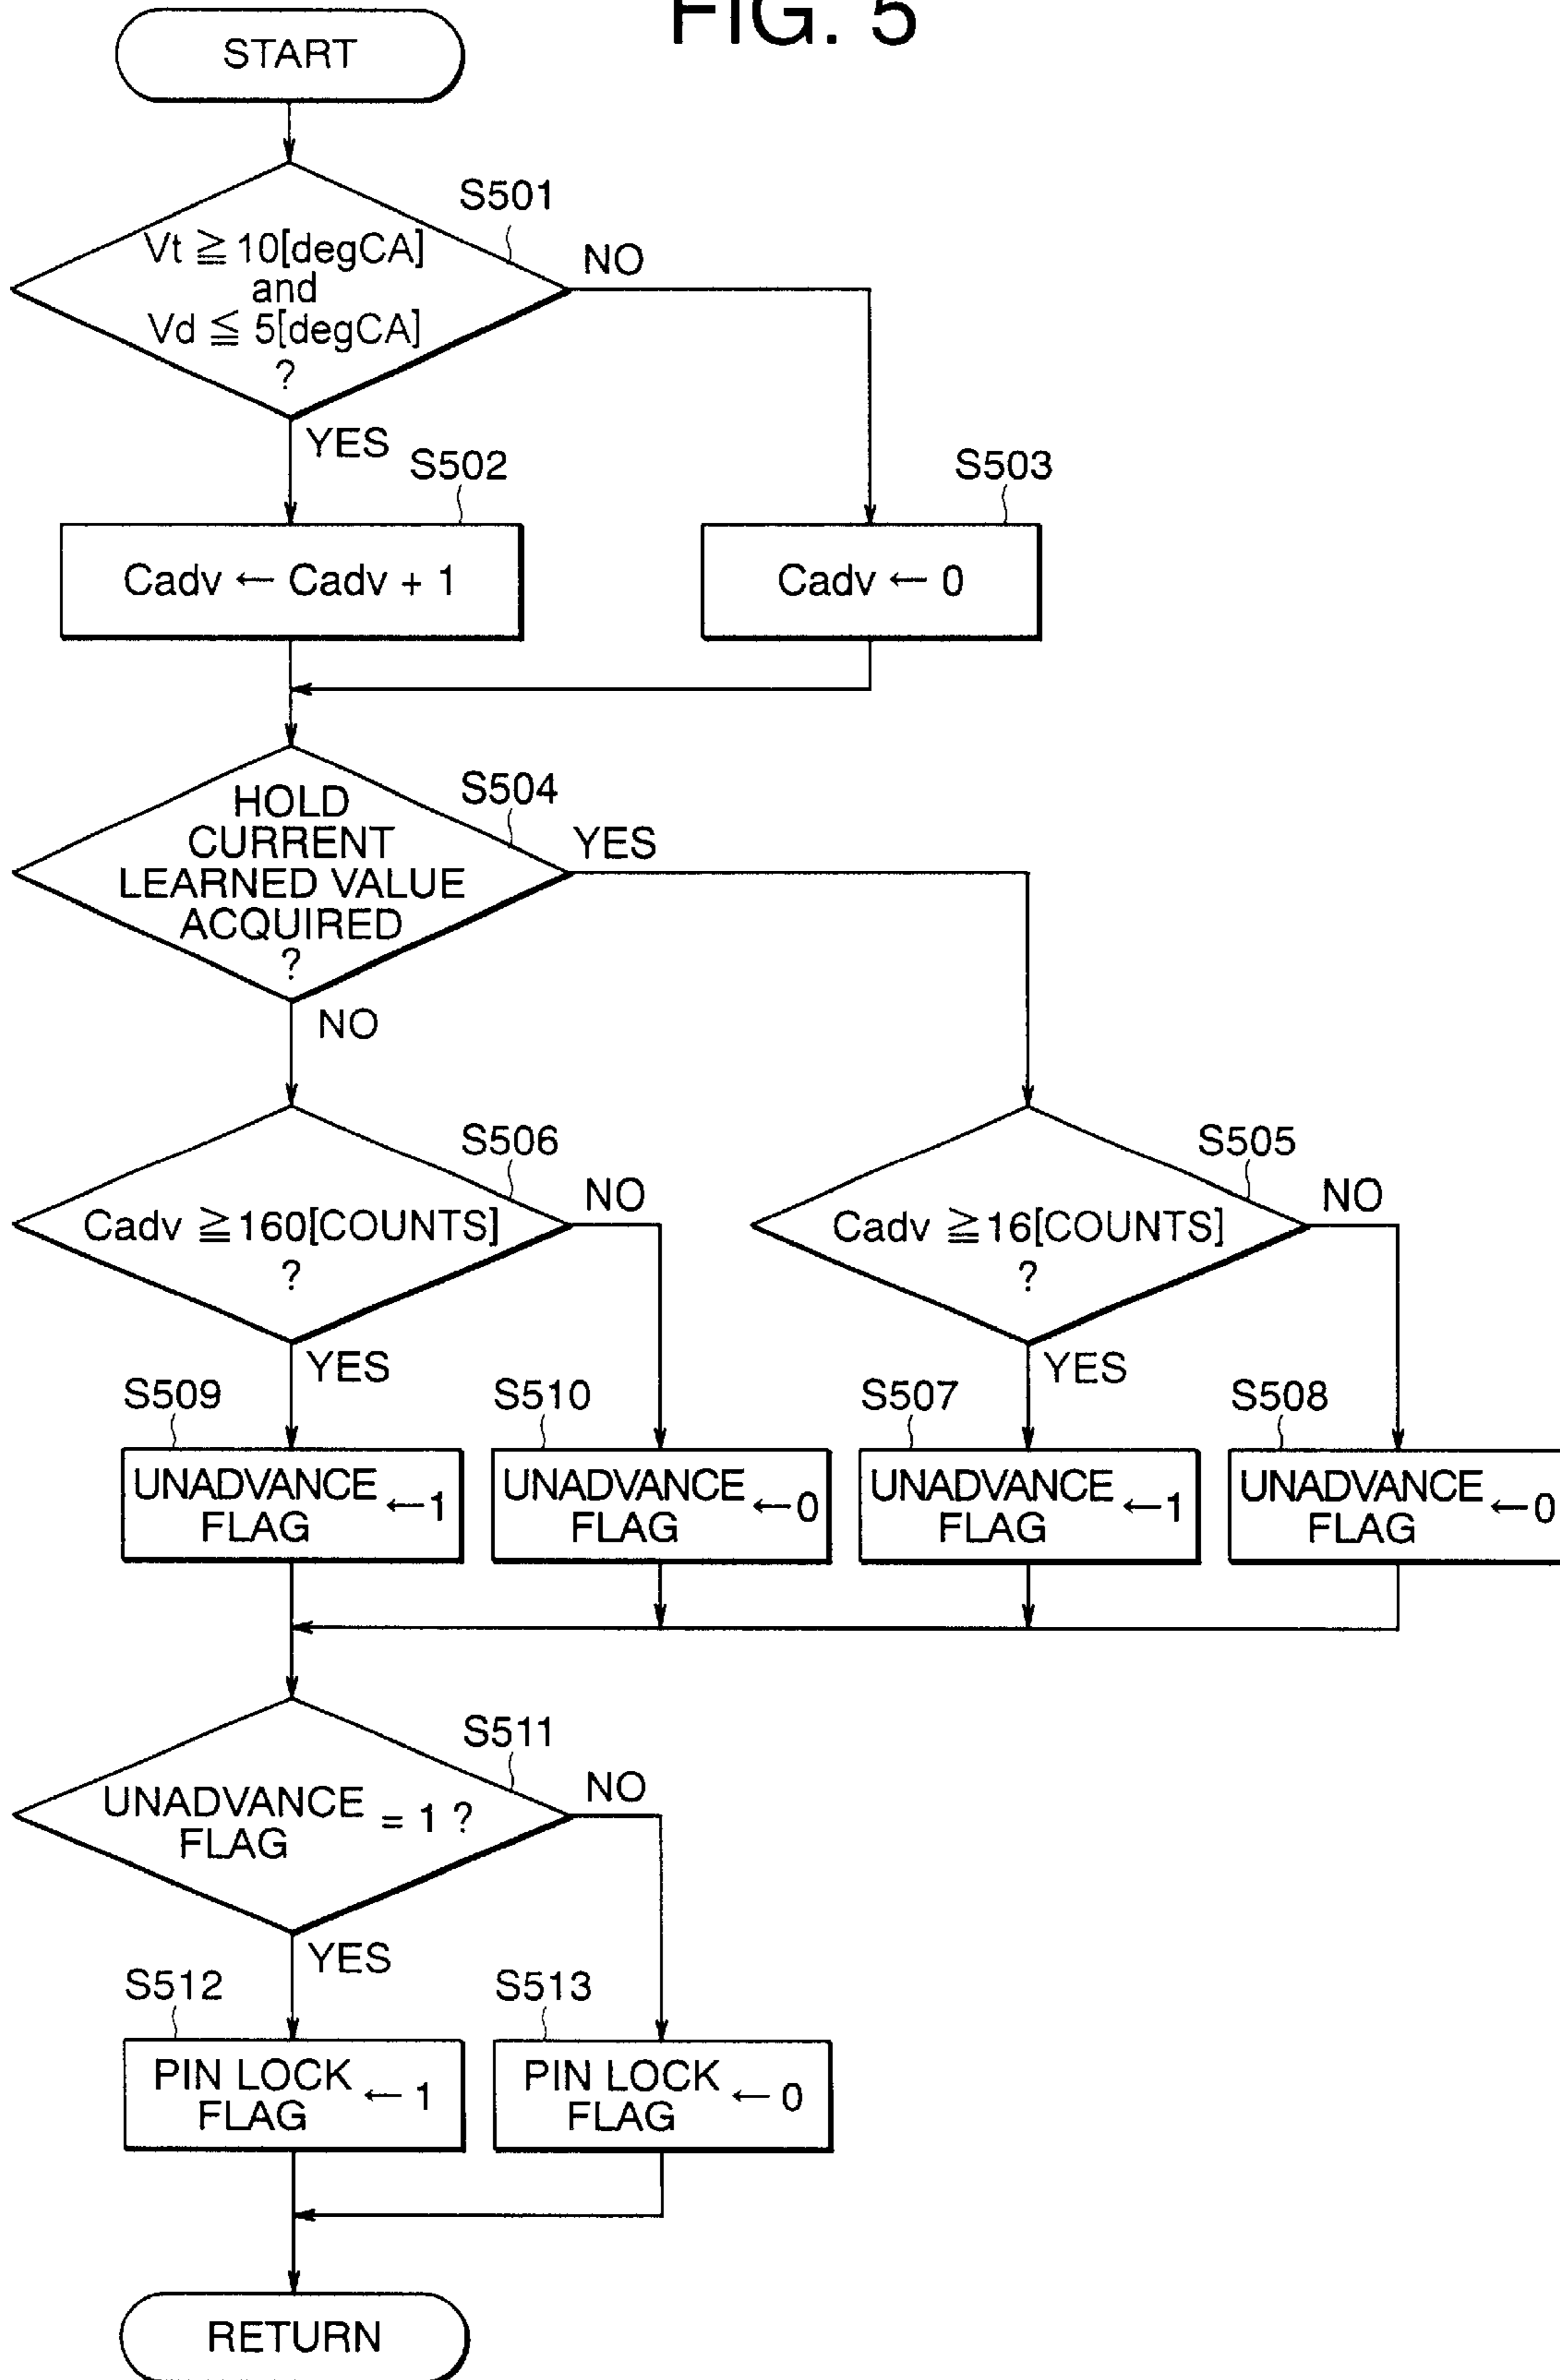 FIG. 5
START
S501
Vt ≧ 10[degCA]
and
Vd ≦ 5[degCA]
?
NO
YES
S502
S503
Cadv ← Cadv + 1
Cadv ← 0
S504
HOLD
CURRENT
LEARNED VALUE
ACQUIRED
?
YES
NO
S506
Cadv ≧ 160[COUNTS]
?
NO
S505
Cadv ≧ 16[COUNTS]
?
NO
YES
YES
S509
UNADVANCE
FLAG
← 1
S510
UNADVANCE
FLAG
← 0
S507
UNADVANCE
FLAG
← 1
S508
UNADVANCE
FLAG
← 0
S511
UNADVANCE
FLAG
= 1 ?
NO
YES
S512
PIN LOCK
FLAG
← 1
S513
PIN LOCK
FLAG
← 0
RETURN